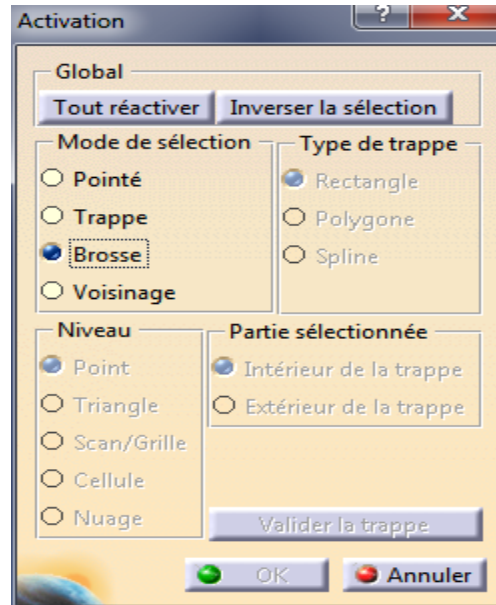 Activation
Global
Tout réactiver Inverser la sélection
Mode de sélection
Pointé
Trappe
Brosse
Voisinage
Type de trappe
Rectangle
Polygone
Spline
Niveau
Point
Triangle
Scan/Grille
Cellule
Nuage
Partie sélectionnée
Intérieur de la trappe
Extérieur de la trappe
Valider la trappe
OK Annuler